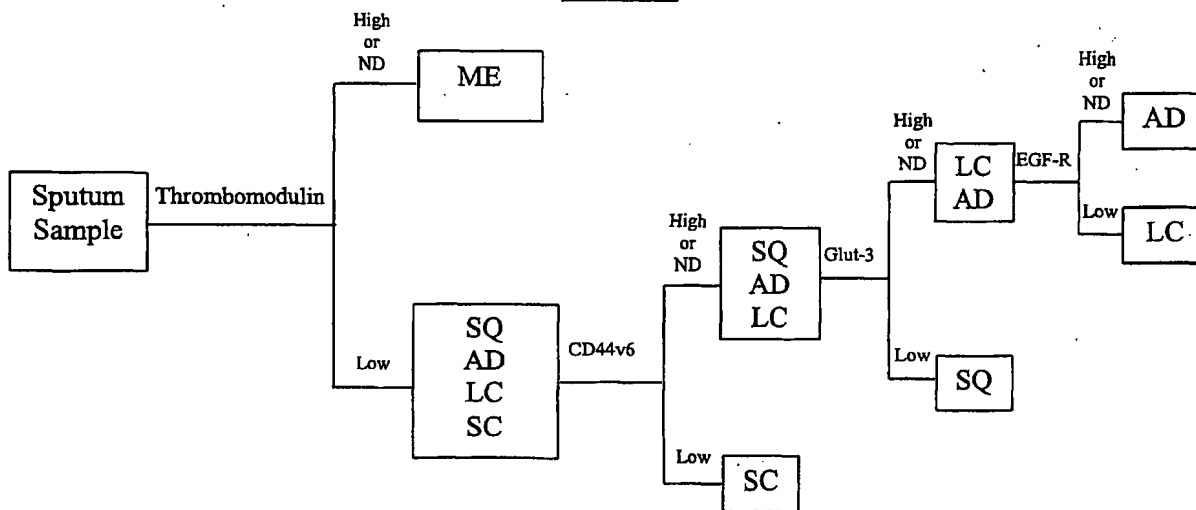 High
or
ND
ME
Sputum
Sample
Thrombomodulin
Low
SQ
AD
LC
SC
CD44v6
High
or
ND
SQ
AD
LC
Glut-3
Low
SC
High
or
ND
LC
AD
EGF-R
Low
SQ
High
or
ND
AD
Low
LC